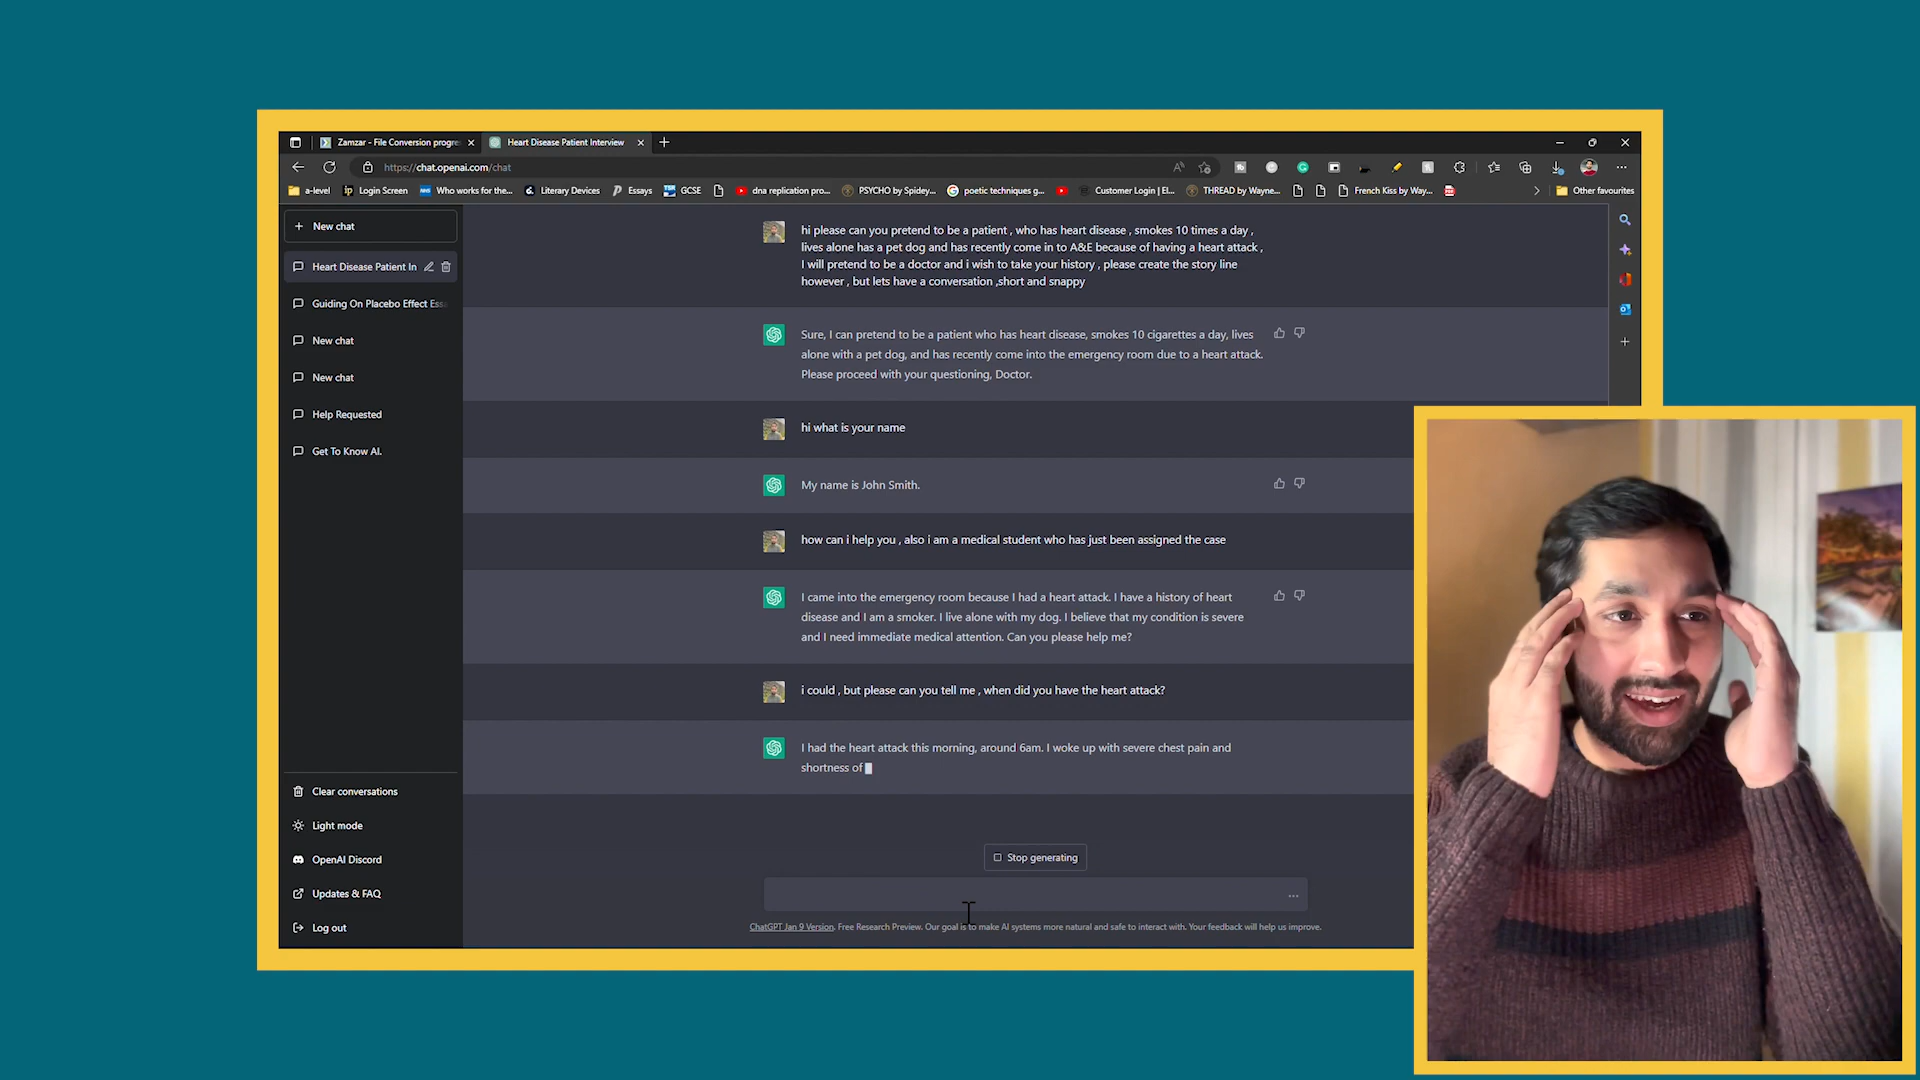 Zamzar - File Conversion progre
Heart Disease Patient Interview
https://chat.openai.com/chat
a-level
Login Screen
Who works for the...
Literary Devices
Essays
GCSE
dna replication pro...
PSYCHO by Spidey...
poetic techniques g...
Customer Login | El...
THREAD by Wayne...
French Kiss by Way...
Other favourites
+ New chat
Heart Disease Patient In
Guiding On Placebo Effect Ess
New chat
New chat
Help Requested
Get To Know AI.
Clear conversations
Light mode
OpenAI Discord
Updates & FAQ
Log out
hi please can you pretend to be a patient , who has heart disease , smokes 10 times a day ,
lives alone has a pet dog and has recently come in to A&E because of having a heart attack ,
I will pretend to be a doctor and i wish to take your history , please create the story line
however , but lets have a conversation ,short and snappy
Sure, I can pretend to be a patient who has heart disease, smokes 10 cigarettes a day, lives
alone with a pet dog, and has recently come into the emergency room due to a heart attack.
Please proceed with your questioning, Doctor.
hi what is your name
My name is John Smith.
how can i help you , also i am a medical student who has just been assigned the case
I came into the emergency room because I had a heart attack. I have a history of heart
disease and I am a smoker. I live alone with my dog. I believe that my condition is severe
and I need immediate medical attention. Can you please help me?
i could , but please can you tell me , when did you have the heart attack?
I had the heart attack this morning, around 6am. I woke up with severe chest pain and
shortness of
Stop generating
ChatGPT Jan 9 Version. Free Research Preview. Our goal is to make AI systems more natural and safe to interact with. Your feedback will help us improve.